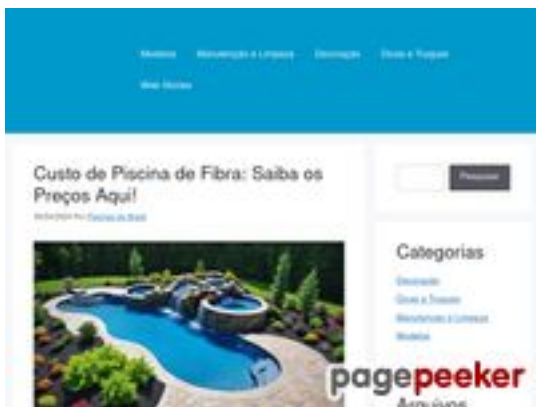 Modelos Manutenção e Limpeza Decoração Dicas e Truques
Web Stories
Custo de Piscina de Fibra: Saiba os
Preços Aqui!
Pesquisar
Categorias
Decoração
Dicas e Truques
Manutenção e Limpeza
Modelos
pagepeeker
Arquivos